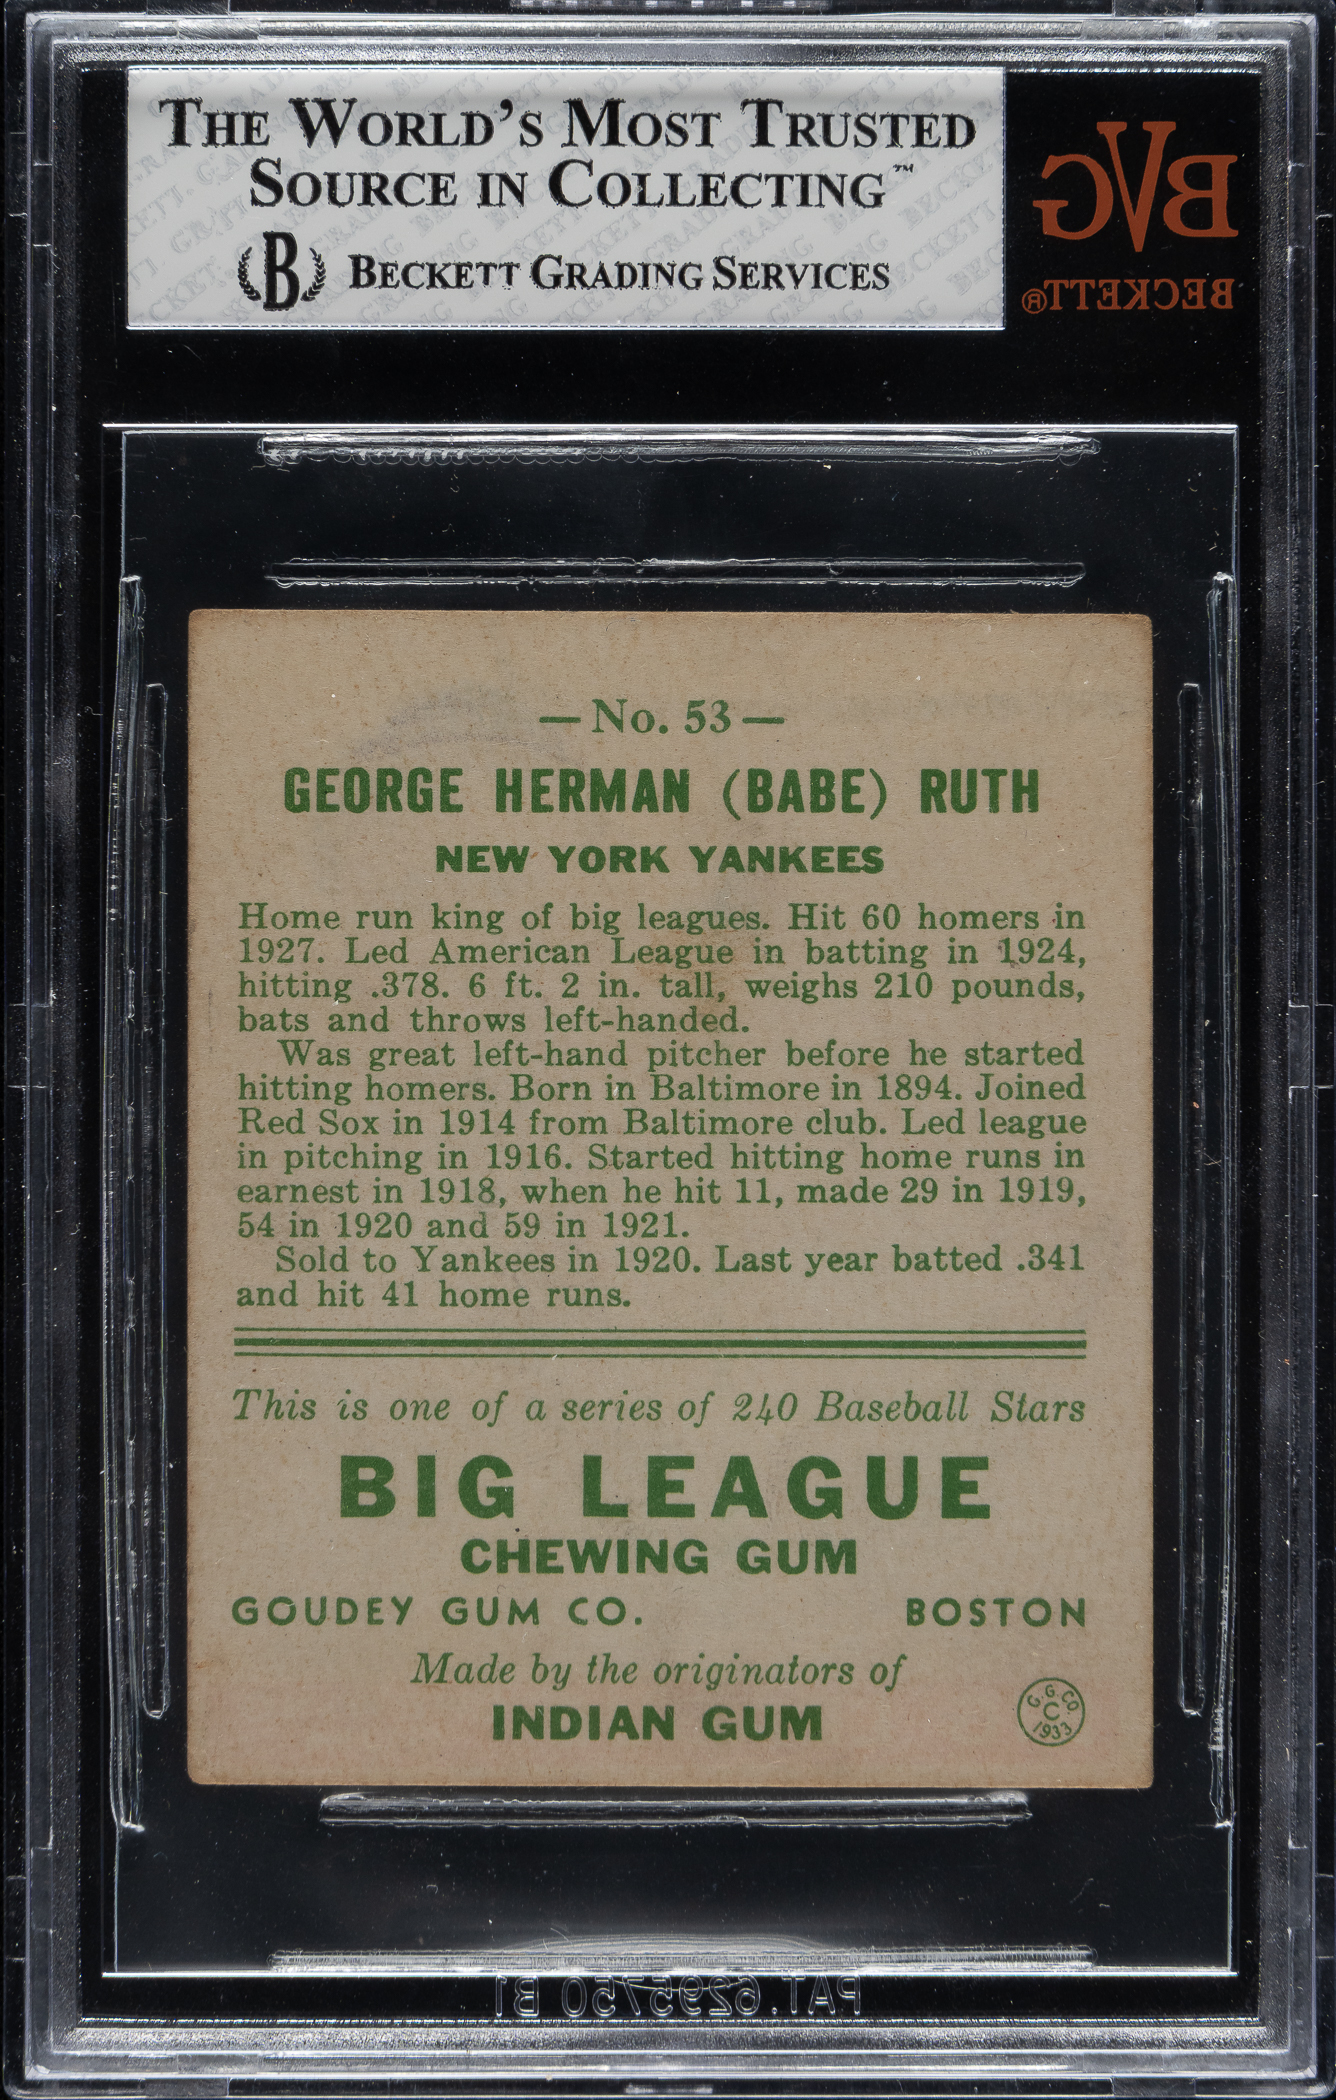 THE WORLD'S MOST TRUSTED
SOURCE IN COLLECTING™
B BECKETT GRADING SERVICES
BVG
BECKETT®
— No. 53 —
GEORGE HERMAN (BABE) RUTH
NEW YORK YANKEES
Home run king of big leagues. Hit 60 homers in
1927. Led American League in batting in 1924,
hitting .378. 6 ft. 2 in. tall, weighs 210 pounds,
bats and throws left-handed.
Was great left-hand pitcher before he started
hitting homers. Born in Baltimore in 1894. Joined
Red Sox in 1914 from Baltimore club. Led league
in pitching in 1916. Started hitting home runs in
earnest in 1918, when he hit 11, made 29 in 1919,
54 in 1920 and 59 in 1921.
Sold to Yankees in 1920. Last year batted .341
and hit 41 home runs.
This is one of a series of 240 Baseball Stars
BIG LEAGUE
CHEWING GUM
GOUDEY GUM CO. BOSTON
Made by the originators of
INDIAN GUM
G. G. CO.
C
1933
PAT. 6295750 B1